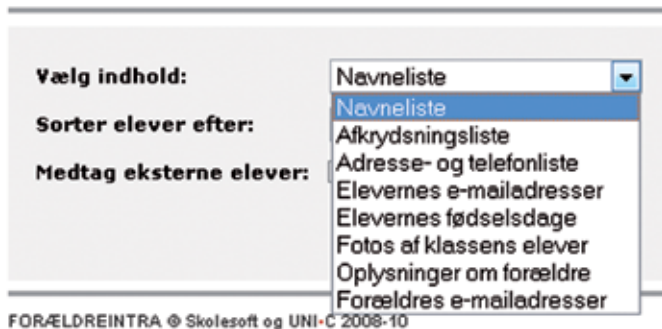 Vælg indhold: Navneliste
Navneliste
Sorter elever efter:
Afkrydsningsliste
Medtag eksterne elever: Adresse- og telefonliste
Elevernes e-mailadresser
Elevernes fødselsdage
Fotos af klassens elever
Oplysninger om forældre
Forældres e-mailadresser
FORÆLDREINTRA © Skolesoft og UNI•C 2008-10